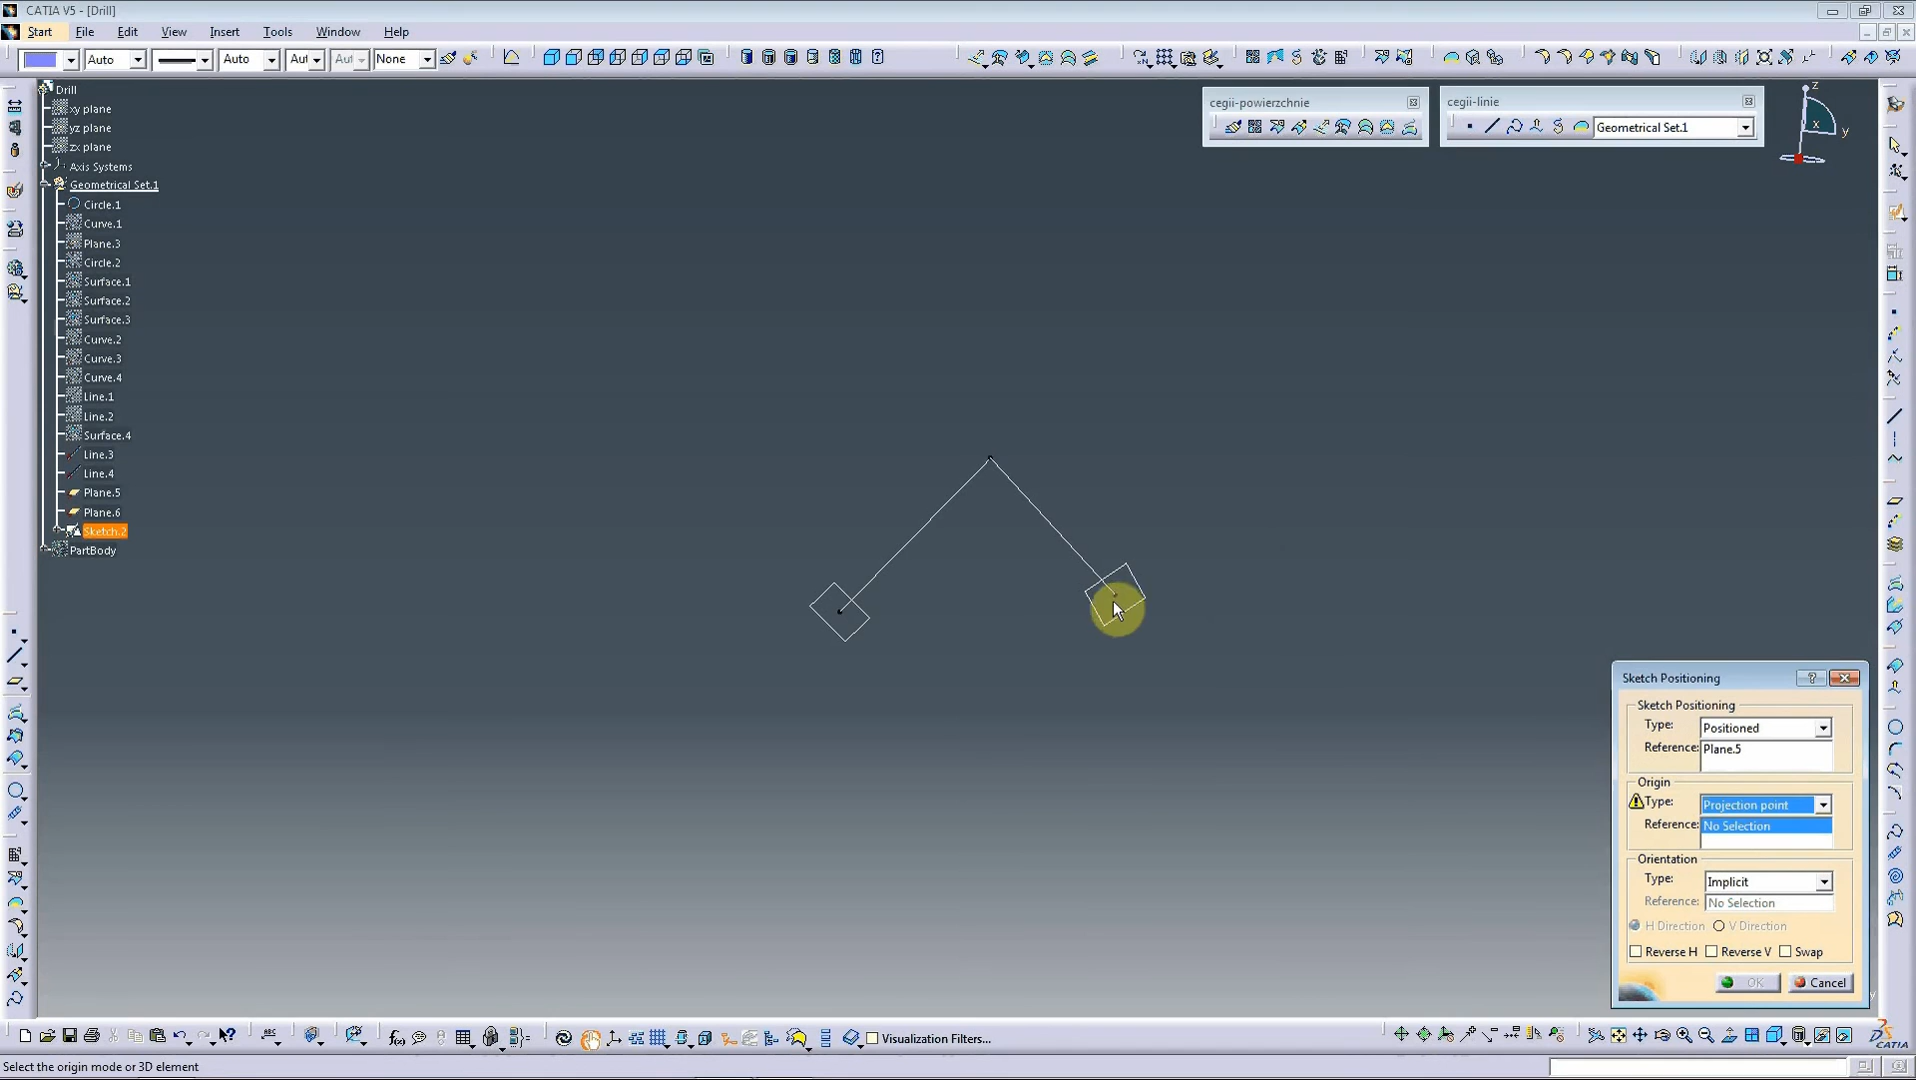 CATIA V5 - [Drill]
Start File Edit View Insert Tools Window Help
Auto Auto Aut Aut None
Drill
xy plane
yz plane
zx plane
Axis Systems
Geometrical Set.1
Circle.1
Curve.1
Plane.3
Circle.2
Surface.1
Surface.2
Surface.3
Curve.2
Curve.3
Curve.4
Line.1
Line.2
Surface.4
Line.3
Line.4
Plane.5
Plane.6
Sketch.2
PartBody
cegii-powierzchnie
cegii-linie
Geometrical Set.1
z
x
y
Sketch Positioning
Sketch Positioning
Type: Positioned
Reference: Plane.5
Origin
Type: Projection point
Reference: No Selection
Orientation
Type: Implicit
Reference: No Selection
H Direction V Direction
Reverse H Reverse V Swap
OK Cancel
Visualization Filters...
CATIA
Select the origin mode or 3D element